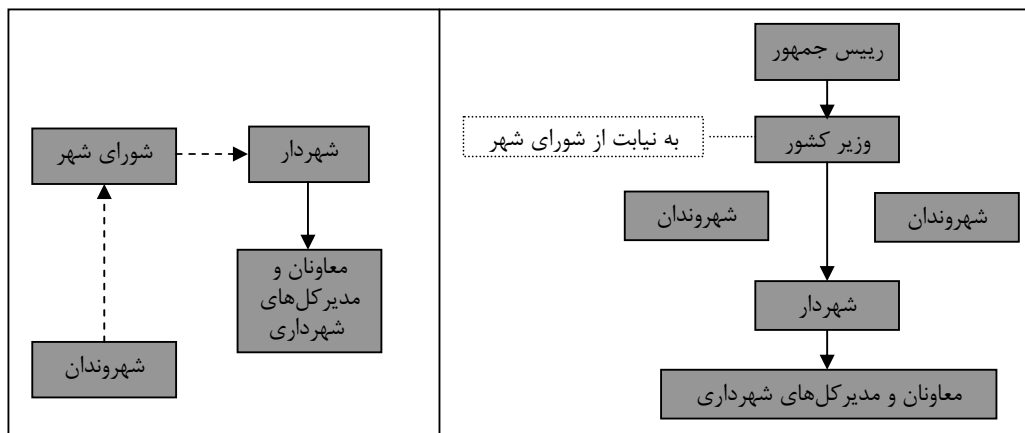 رییس جمهور
وزیر کشور
به نیابت از شورای شهر
شهروندان
شهروندان
شهردار
معاونان و مدیرکل‌های شهرداری
شورای شهر
شهردار
معاونان و
مدیرکل‌های
شهرداری
شهروندان